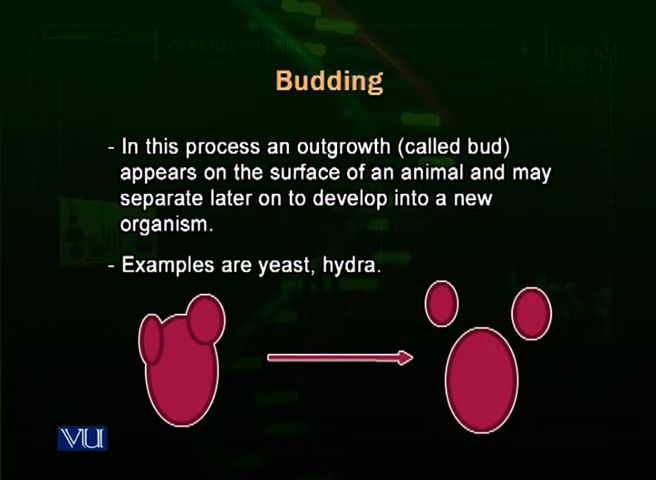 Budding
- In this process an outgrowth (called bud)
appears on the surface of an animal and may
separate later on to develop into a new
organism.
- Examples are yeast, hydra.
VU